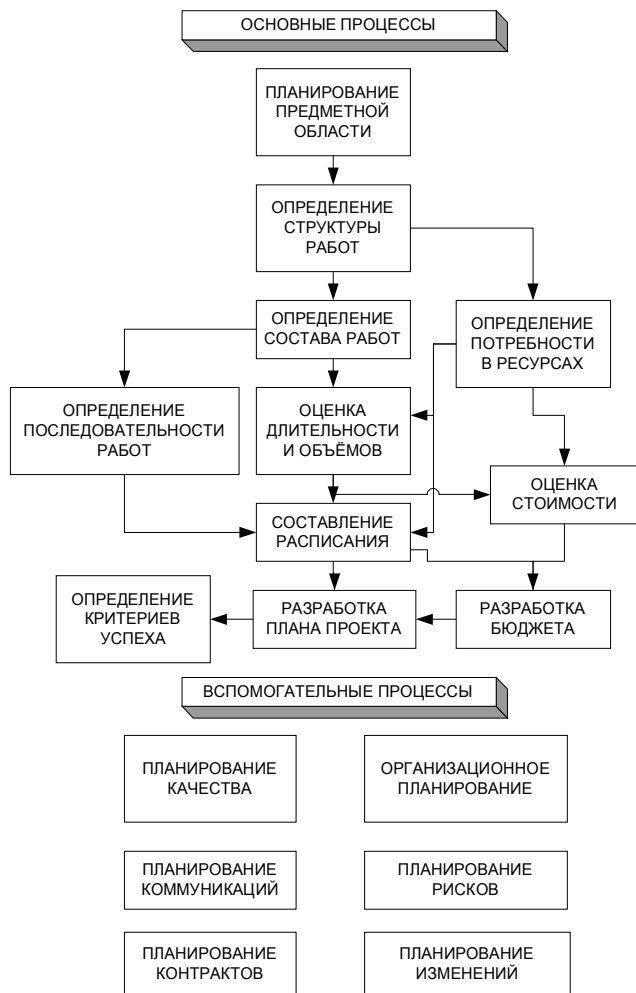 ОСНОВНЫЕ ПРОЦЕССЫ
ПЛАНИРОВАНИЕ
ПРЕДМЕТНОЙ
ОБЛАСТИ
ОПРЕДЕЛЕНИЕ
СТРУКТУРЫ
РАБОТ
ОПРЕДЕЛЕНИЕ
СОСТАВА РАБОТ
ОПРЕДЕЛЕНИЕ
ПОТРЕБНОСТИ
В РЕСУРСАХ
ОПРЕДЕЛЕНИЕ
ПОСЛЕДОВАТЕЛЬНОСТИ
РАБОТ
ОЦЕНКА
ДЛИТЕЛЬНОСТИ
И ОБЪЁМОВ
ОЦЕНКА
СТОИМОСТИ
СОСТАВЛЕНИЕ
РАСПИСАНИЯ
ОПРЕДЕЛЕНИЕ
КРИТЕРИЕВ
УСПЕХА
РАЗРАБОТКА
ПЛАНА ПРОЕКТА
РАЗРАБОТКА
БЮДЖЕТА
ВСПОМОГАТЕЛЬНЫЕ ПРОЦЕССЫ
ПЛАНИРОВАНИЕ
КАЧЕСТВА
ОРГАНИЗАЦИОННОЕ
ПЛАНИРОВАНИЕ
ПЛАНИРОВАНИЕ
КОММУНИКАЦИЙ
ПЛАНИРОВАНИЕ
РИСКОВ
ПЛАНИРОВАНИЕ
КОНТРАКТОВ
ПЛАНИРОВАНИЕ
ИЗМЕНЕНИЙ